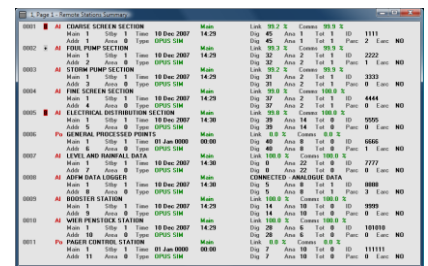 1. Page 1 - Remote Stations Summary
0001 AI COARSE SCREEN SECTION Main Link 99.2 % Comms 99.9 %
Main 1 Stby 1 Time 10 Dec 2007 14:29 Dig 45 Ana 1 Tot 1 ID 1111
Addr 1 Area 0 Type OPUS SIM Dig 45 Ana 1 Tot 1 Parc 2 Earc NO
0002 AI FOUL PUMP SECTION Main Link 99.3 % Comms 99.9 %
Main 1 Stby 1 Time 10 Dec 2007 14:29 Dig 32 Ana 2 Tot 1 ID 2222
Addr 2 Area 0 Type OPUS SIM Dig 32 Ana 2 Tot 1 Parc 1 Earc NO
0003 AI STORM PUMP SECTION Main Link 99.2 % Comms 99.9 %
Main 1 Stby 1 Time 10 Dec 2007 14:29 Dig 31 Ana 2 Tot 1 ID 3333
Addr 3 Area 0 Type OPUS SIM Dig 31 Ana 2 Tot 1 Parc 0 Earc NO
0004 AI FINE SCREEN SECTION Main Link 99.8 % Comms 100.0 %
Main 1 Stby 1 Time 10 Dec 2007 14:29 Dig 37 Ana 2 Tot 1 ID 4444
Addr 4 Area 0 Type OPUS SIM Dig 37 Ana 2 Tot 1 Parc 0 Earc NO
0005 AI ELECTRICAL DISTRIBUTION SECTION Main Link 99.8 % Comms 100.0 %
Main 1 Stby 1 Time 10 Dec 2007 14:30 Dig 39 Ana 14 Tot 0 ID 5555
Addr 5 Area 0 Type OPUS SIM Dig 39 Ana 14 Tot 0 Parc 0 Earc NO
0006 Po GENERAL PROCESSED POINTS Main Link 0.0 % Comms 0.0 %
Main 1 Stby 1 Time 01 Jan 0000 00:00 Dig 40 Ana 8 Tot 0 ID 6666
Addr 6 Area 0 Type OPUS SIM Dig 40 Ana 8 Tot 0 Parc 0 Earc NO
0007 AI LEVEL AND RAINFALL DATA Main Link 100.0 % Comms 100.0 %
Main 1 Stby 1 Time 10 Dec 2007 14:30 Dig 0 Ana 22 Tot 0 ID 7777
Addr 7 Area 0 Type OPUS SIM Dig 0 Ana 22 Tot 0 Parc 0 Earc NO
0008 AI ADFM DATA LOGGER CONNECTED - ANALOGUE DATA
Main 1 Stby 1 Time 10 Dec 2007 14:30 Dig 5 Ana 8 Tot 1 ID 8888
Addr 8 Area 0 Type OPUS SIM Dig 5 Ana 8 Tot 1 Parc 3 Earc NO
0009 AI BOOSTER STATION Main Link 100.0 % Comms 100.0 %
Main 1 Stby 1 Time 10 Dec 2007 14:29 Dig 14 Ana 10 Tot 0 ID 9999
Addr 9 Area 0 Type OPUS SIM Dig 14 Ana 10 Tot 0 Parc 0 Earc NO
0010 AI WIER PENSTOCK STATION Main Link 100.0 % Comms 100.0 %
Main 1 Stby 1 Time 10 Dec 2007 14:29 Dig 28 Ana 6 Tot 0 ID 101010
Addr 10 Area 0 Type OPUS SIM Dig 28 Ana 6 Tot 0 Parc 0 Earc NO
0011 Po PAGER CONTROL STATION Main Link 0.0 % Comms 0.0 %
Main 1 Stby 1 Time 01 Jan 0000 00:00 Dig 7 Ana 10 Tot 0 ID 111111
Addr 11 Area 0 Type OPUS SIM Dig 7 Ana 10 Tot 0 Parc 0 Earc NO